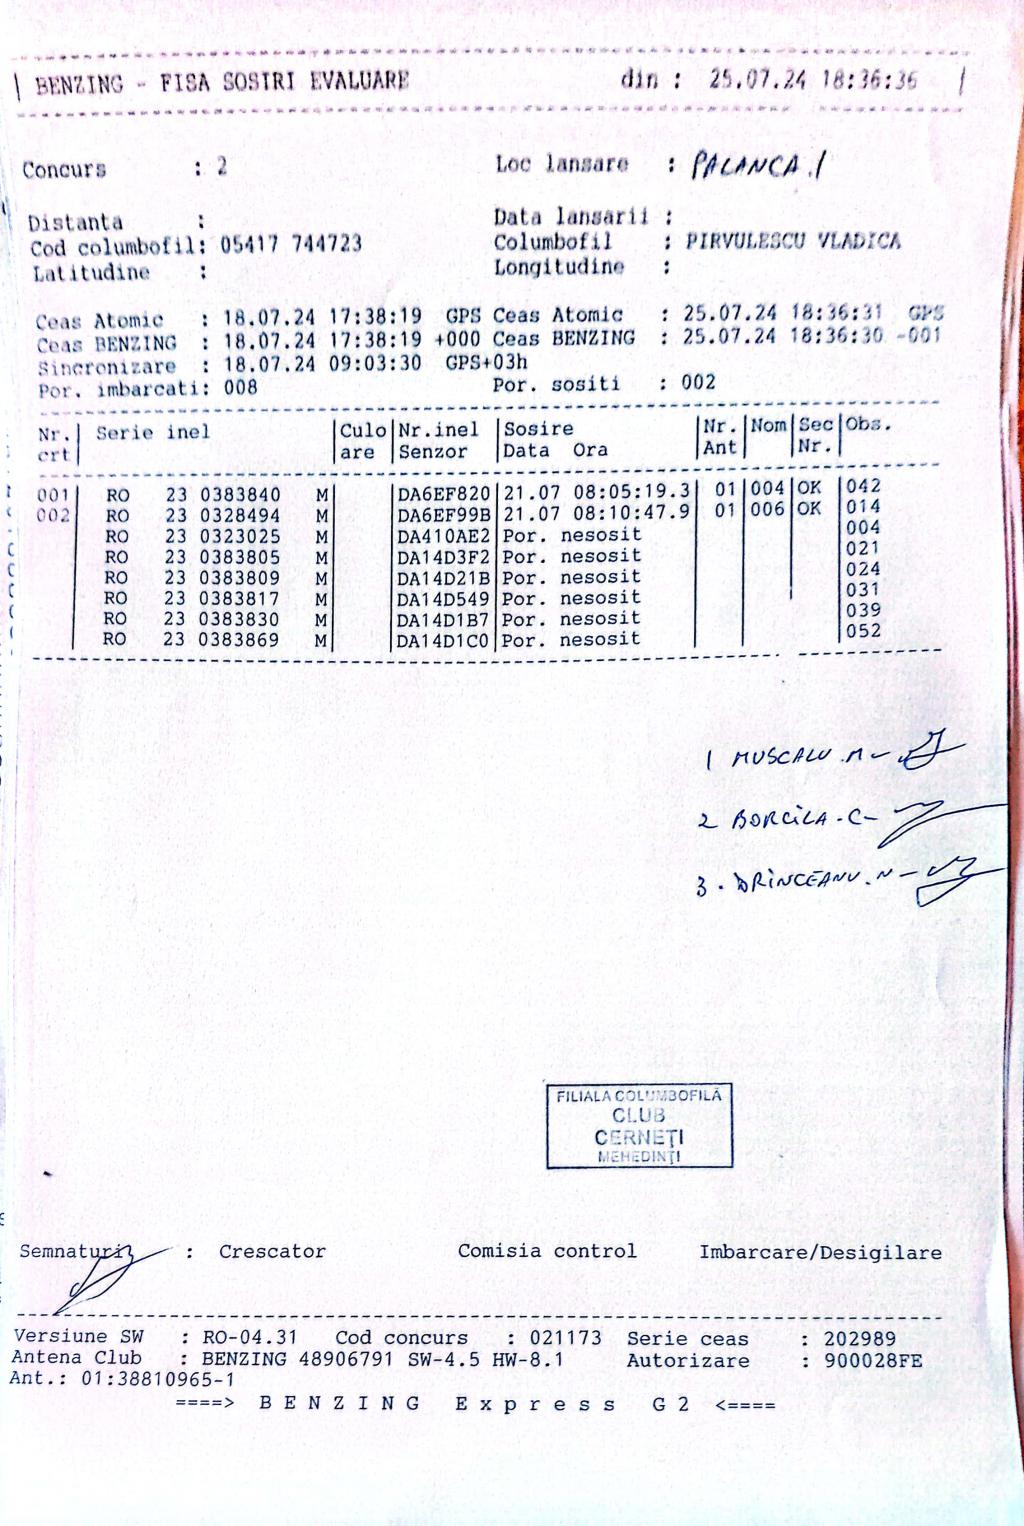 | BENZING - FISA SOSIRI EVALUARE din : 25.07.24 18:36:36 |
Concurs : 2 Loc lansare : PALANCA.1
Distanta : Data lansarii :
Cod columbofil: 05417 744723 Columbofil : PIRVULESCU VLADICA
Latitudine : Longitudine :
Ceas Atomic : 18.07.24 17:38:19 GPS Ceas Atomic : 25.07.24 18:36:31 GPS
Ceas BENZING : 18.07.24 17:38:19 +000 Ceas BENZING : 25.07.24 18:36:30 -001
Sincronizare : 18.07.24 09:03:30 GPS+03h
Por. imbarcati: 008 Por. sositi : 002
Nr.| Serie inel |Culo|Nr.inel |Sosire |Nr.|Nom|Sec|Obs.
crt| |are |Senzor |Data Ora |Ant| |Nr.|
001| RO 23 0383840 M| |DA6EF820|21.07 08:05:19.3| 01|004|OK |042
002| RO 23 0328494 M| |DA6EF99B|21.07 08:10:47.9| 01|006|OK |014
| RO 23 0323025 M| |DA410AE2|Por. nesosit | | | |004
| RO 23 0383805 M| |DA14D3F2|Por. nesosit | | | |021
| RO 23 0383809 M| |DA14D21B|Por. nesosit | | | |024
| RO 23 0383817 M| |DA14D549|Por. nesosit | | | |031
| RO 23 0383830 M| |DA14D1B7|Por. nesosit | | | |039
| RO 23 0383869 M| |DA14D1C0|Por. nesosit | | | |052
1 MUSCALU.M-
2 BORCILA-C-
3. DRINCEANU.N-
FILIALA COLUMBOFILĂ
CLUB
CERNEȚI
MEHEDINȚI
Semnaturi : Crescator Comisia control Imbarcare/Desigilare
Versiune SW : RO-04.31 Cod concurs : 021173 Serie ceas : 202989
Antena Club : BENZING 48906791 SW-4.5 HW-8.1 Autorizare : 900028FE
Ant.: 01:38810965-1
====> B E N Z I N G E x p r e s s G 2 <====